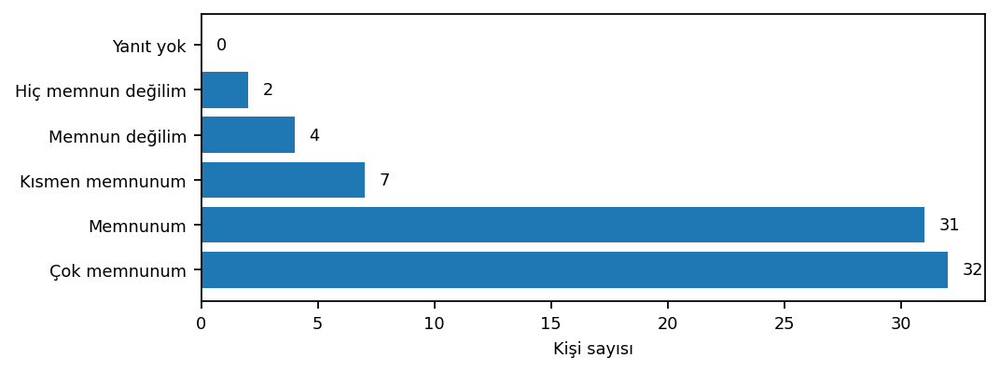 Yanıt yok 0
Hiç memnun değilim 2
Memnun değilim 4
Kısmen memnunum 7
Memnunum 31
Çok memnunum 32
0 5 10 15 20 25 30
Kişi sayısı